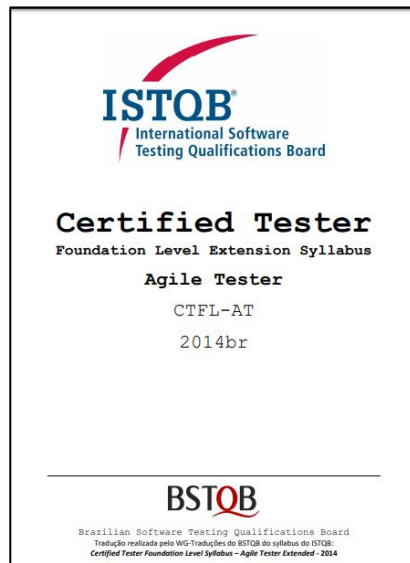 ISTQB®
International Software
Testing Qualifications Board
Certified Tester
Foundation Level Extension Syllabus
Agile Tester
CTFL-AT
2014br
BSTQB
Brazilian Software Testing Qualifications Board
Tradução realizada pelo WG-Traduções do BSTQB do syllabus do ISTQB:
Certified Tester Foundation Level Syllabus – Agile Tester Extended - 2014